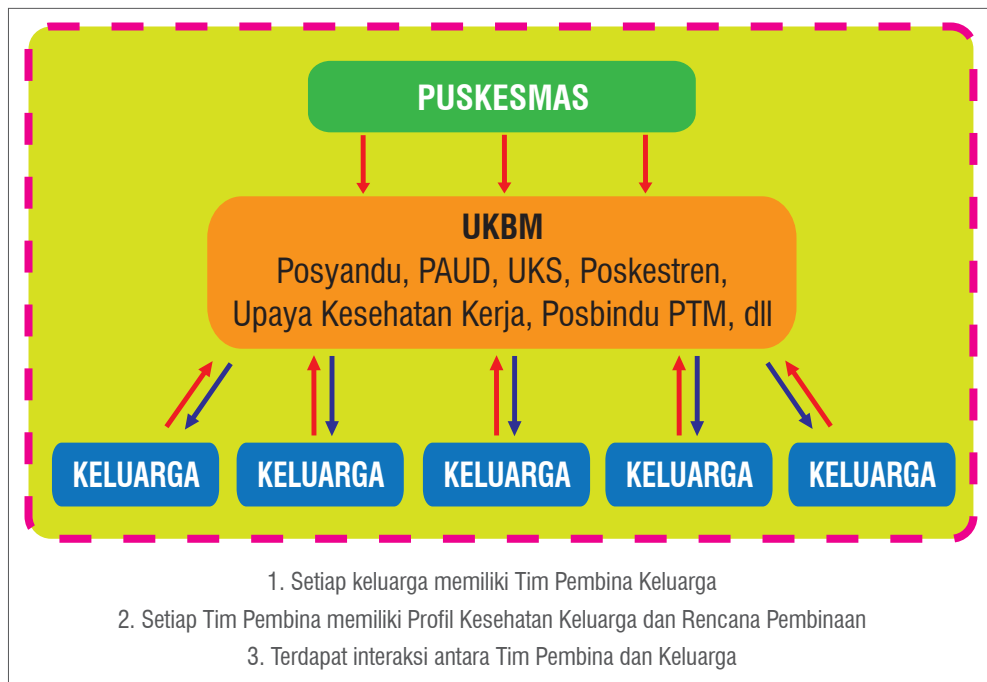 PUSKESMAS
UKBM
Posyandu, PAUD, UKS, Poskestren,
Upaya Kesehatan Kerja, Posbindu PTM, dll
KELUARGA
KELUARGA
KELUARGA
KELUARGA
KELUARGA
1. Setiap keluarga memiliki Tim Pembina Keluarga
2. Setiap Tim Pembina memiliki Profil Kesehatan Keluarga dan Rencana Pembinaan
3. Terdapat interaksi antara Tim Pembina dan Keluarga